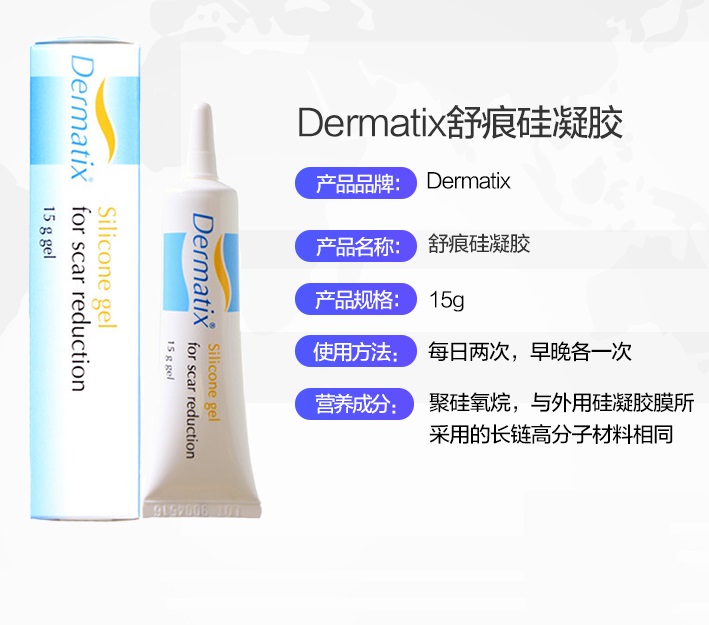 Dermatix舒痕硅凝胶
产品品牌: Dermatix
产品名称: 舒痕硅凝胶
产品规格: 15g
使用方法: 每日两次，早晚各一次
营养成分: 聚硅氧烷，与外用硅凝胶膜所
采用的长链高分子材料相同
Dermatix®
Silicone gel
for scar reduction
15 g gel
Dermatix®
Silicone gel
for scar reduction
15 g gel